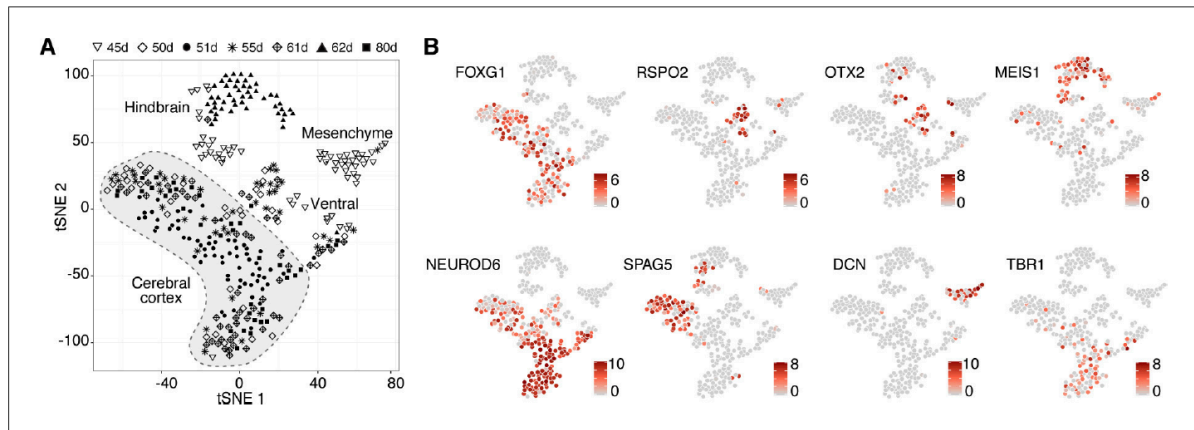 A
▽ 45d ◇ 50d ● 51d ✳ 55d ⌖ 61d ▲ 62d ■ 80d
tSNE 2
100
50
0
-50
-100
-40
0
40
80
tSNE 1
Hindbrain
Mesenchyme
Ventral
Cerebral
cortex
B
FOXG1
6
0
RSPO2
6
0
OTX2
8
0
MEIS1
8
0
NEUROD6
10
0
SPAG5
8
0
DCN
10
0
TBR1
8
0